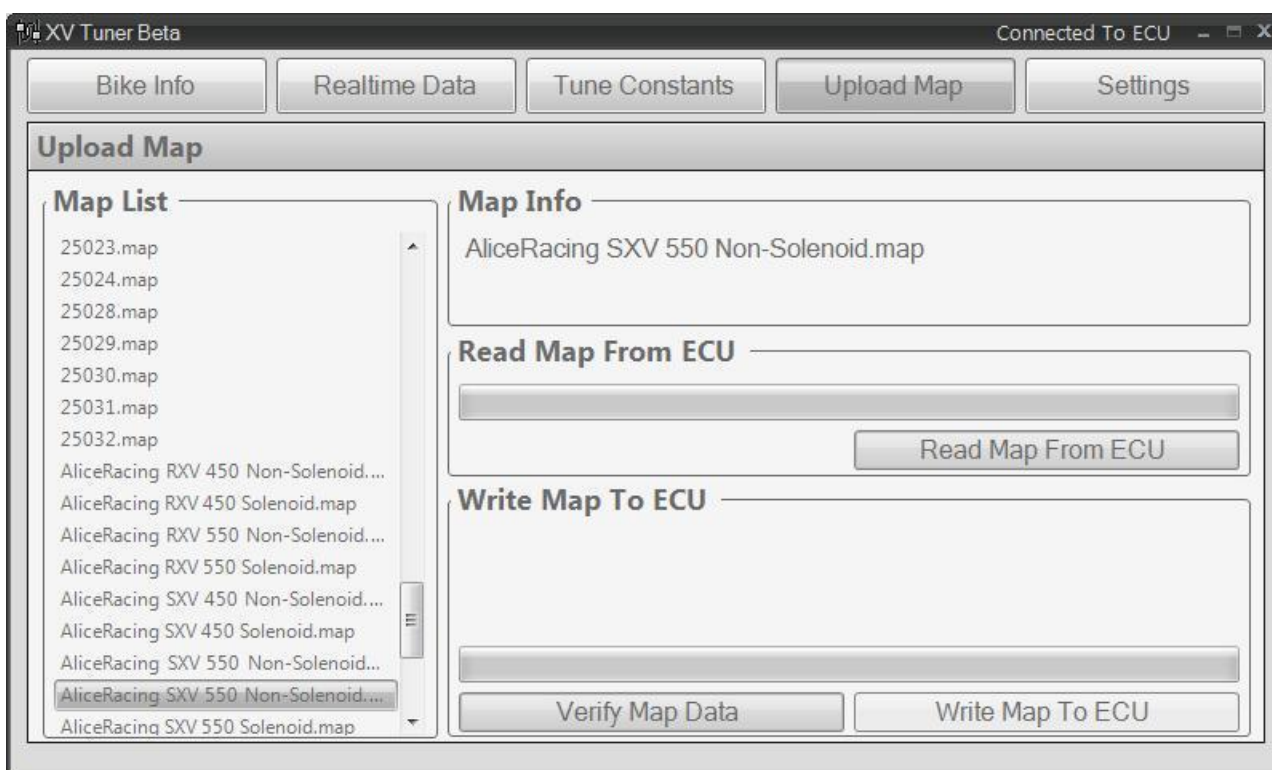 XV Tuner Beta
Connected To ECU
Bike Info
Realtime Data
Tune Constants
Upload Map
Settings
Upload Map
Map List
25023.map
25024.map
25028.map
25029.map
25030.map
25031.map
25032.map
AliceRacing RXV 450 Non-Solenoid....
AliceRacing RXV 450 Solenoid.map
AliceRacing RXV 550 Non-Solenoid....
AliceRacing RXV 550 Solenoid.map
AliceRacing SXV 450 Non-Solenoid....
AliceRacing SXV 450 Solenoid.map
AliceRacing SXV 550 Non-Solenoid...
AliceRacing SXV 550 Non-Solenoid....
AliceRacing SXV 550 Solenoid.map
Map Info
AliceRacing SXV 550 Non-Solenoid.map
Read Map From ECU
Read Map From ECU
Write Map To ECU
Verify Map Data
Write Map To ECU